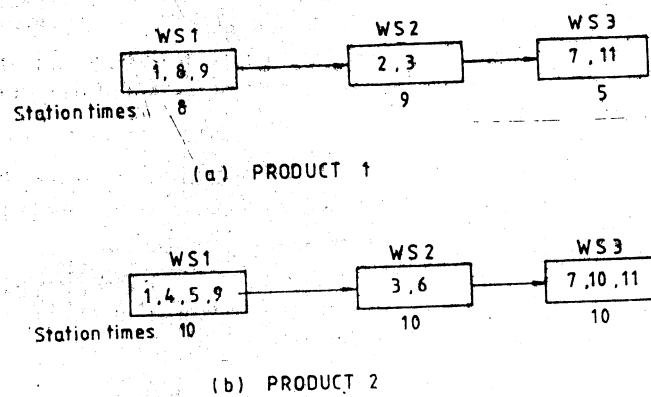 WS1 WS2 WS3
1, 8, 9 2, 3 7, 11
Station times 8 9 5
(a) PRODUCT 1
WS1 WS2 WS3
1, 4, 5, 9 3, 6 7, 10, 11
Station times 10 10 10
(b) PRODUCT 2